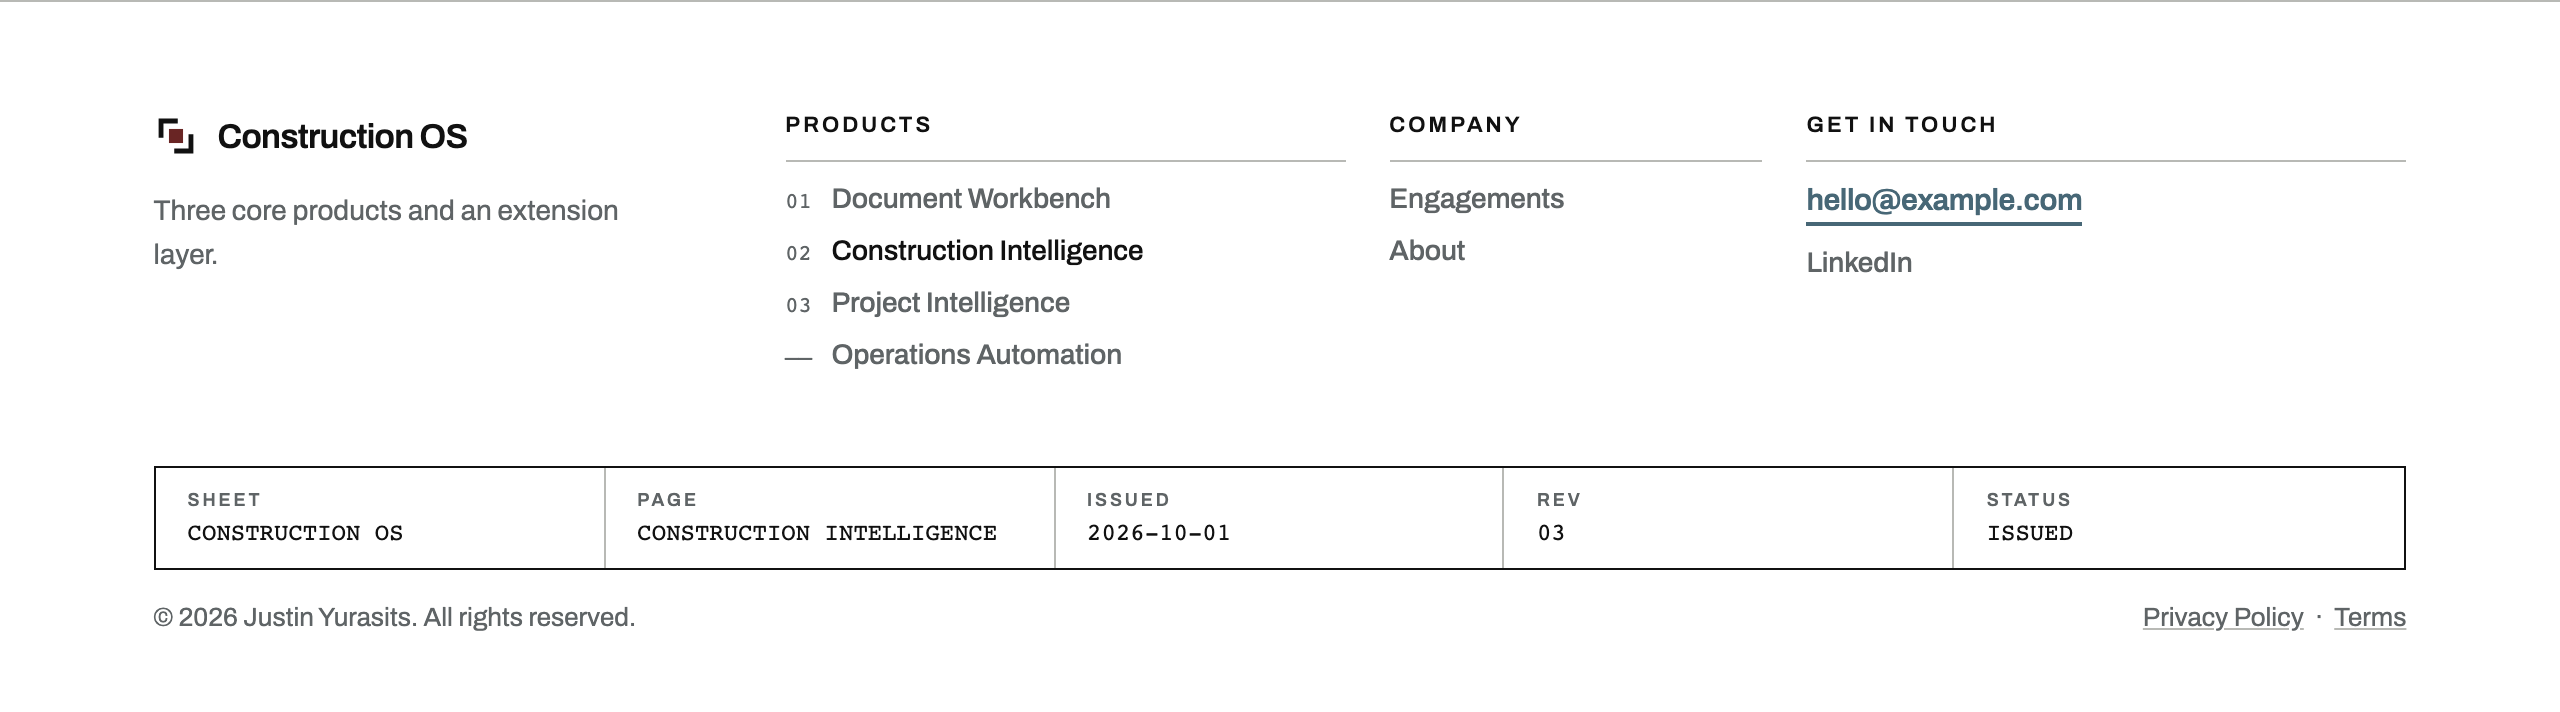 Construction OS
Three core products and an extension
layer.
PRODUCTS
01 Document Workbench
02 Construction Intelligence
03 Project Intelligence
— Operations Automation
COMPANY
Engagements
About
GET IN TOUCH
hello@example.com
LinkedIn
SHEET
CONSTRUCTION OS
PAGE
CONSTRUCTION INTELLIGENCE
ISSUED
2026-10-01
REV
03
STATUS
ISSUED
© 2026 Justin Yurasits. All rights reserved.
Privacy Policy · Terms